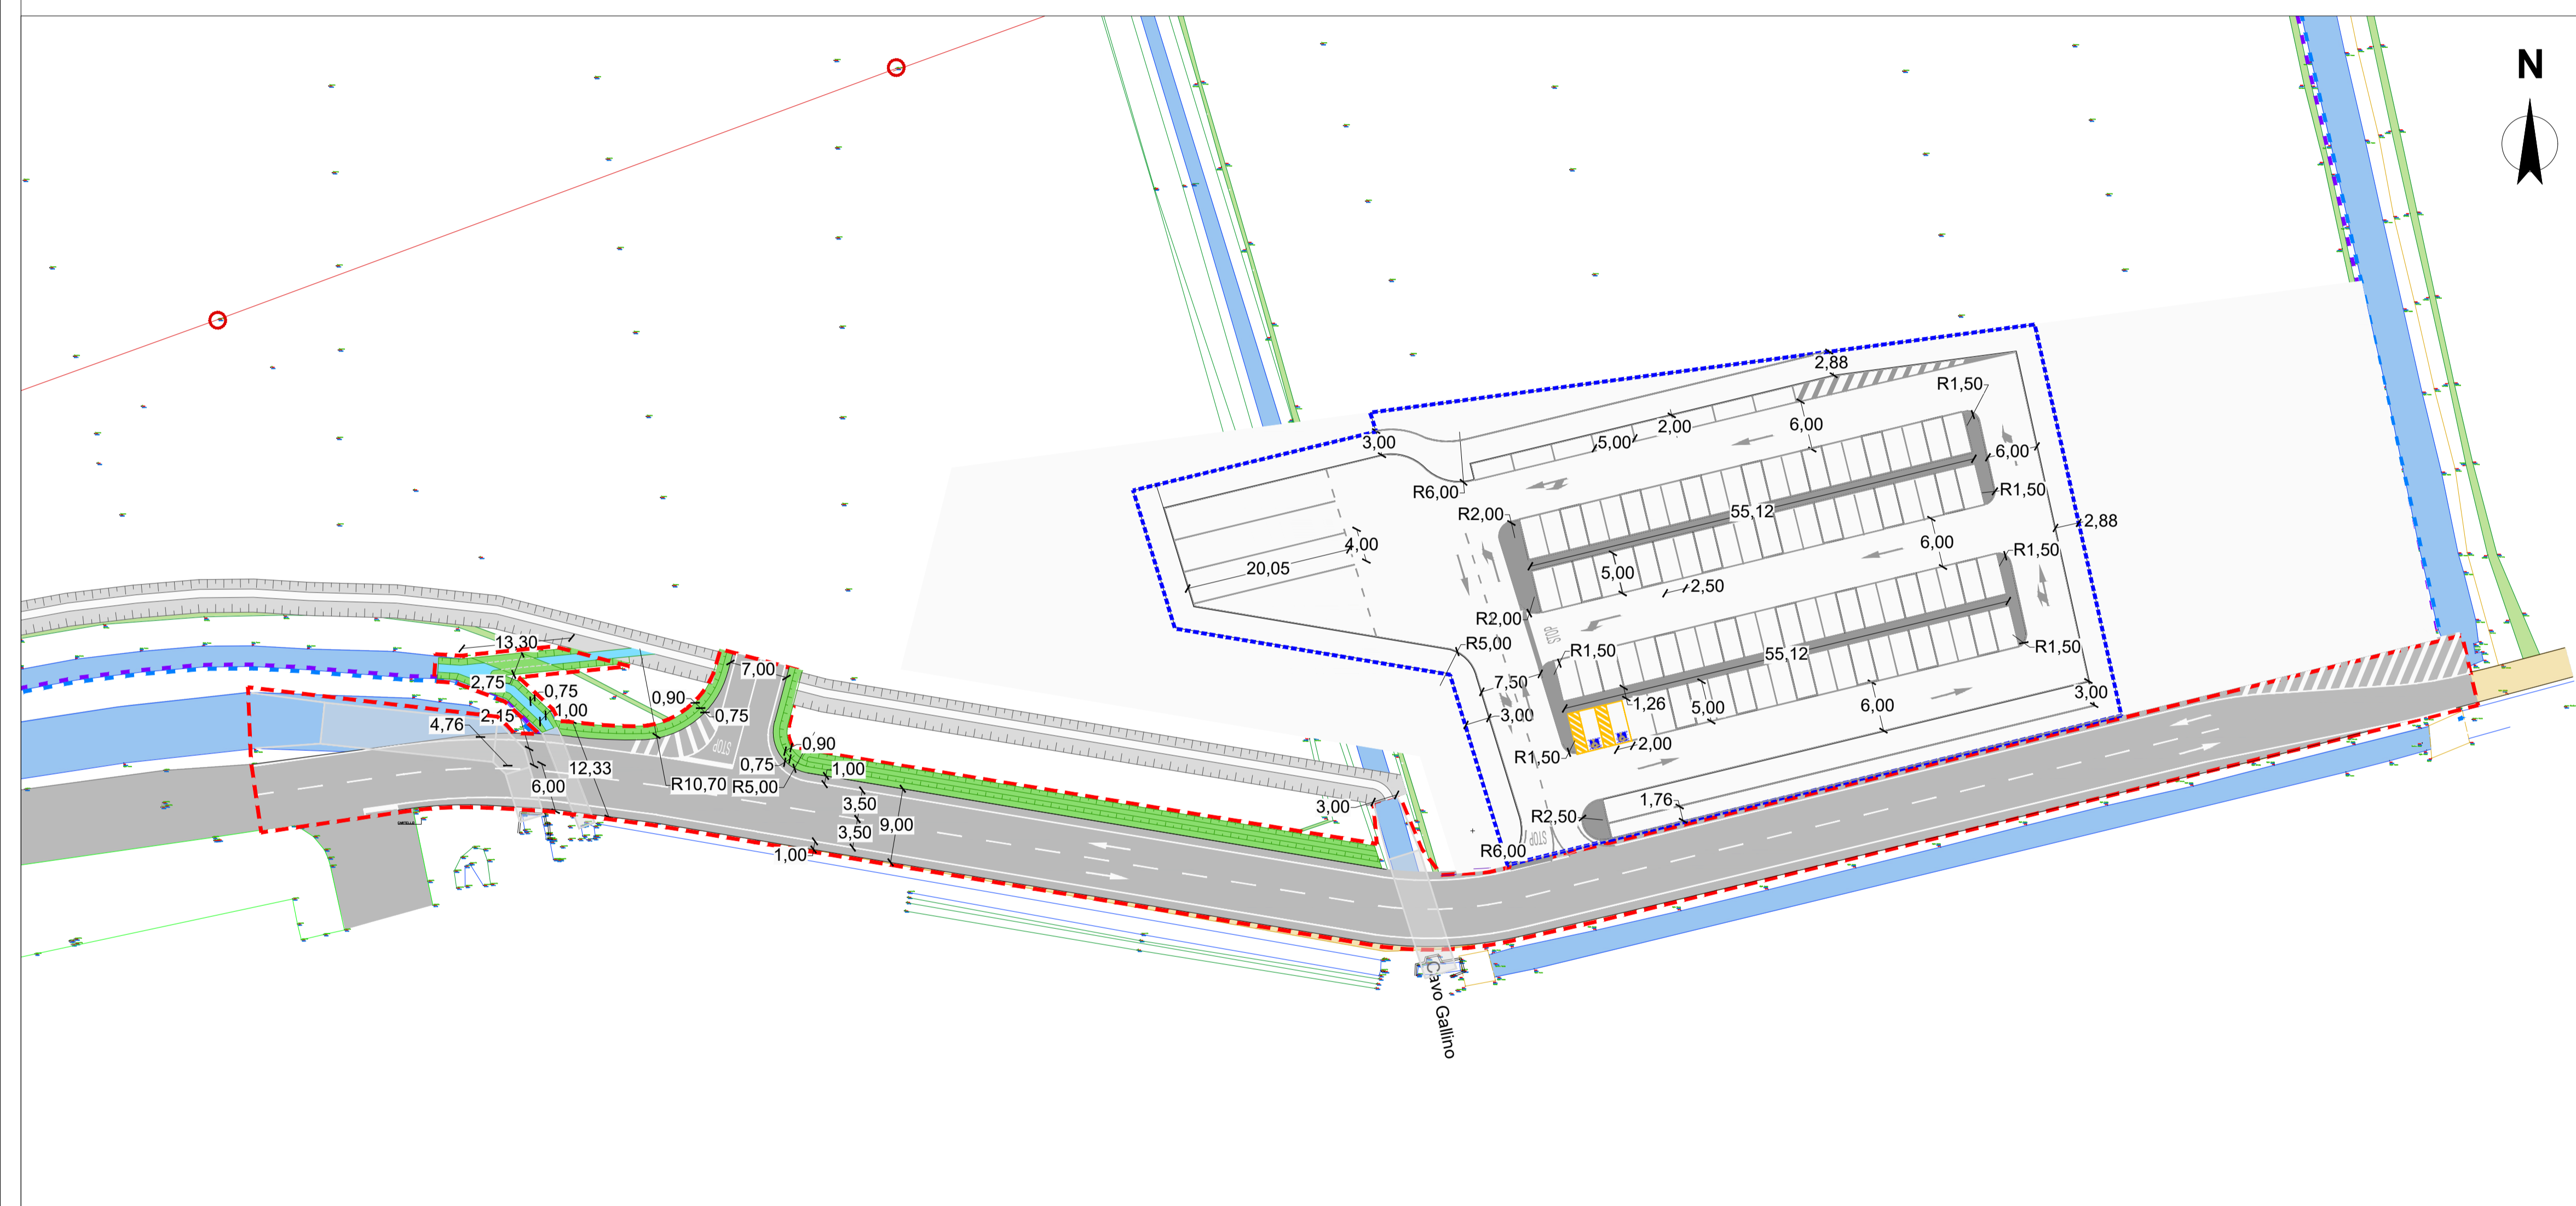 N
2,88
R1,50
3,00
5,00
2,00
6,00
6,00
R6,00
R1,50
R2,00
55,12
2,88
4,00
6,00
R1,50
20,05
5,00
2,50
R2,00
STOP
13,30
R5,00
R1,50
55,12
R1,50
7,00
2,75
0,75
0,90
7,50
1,26
5,00
6,00
3,00
1,00
2,15
0,75
3,00
4,76
STOP
0,90
R1,50
2,00
12,33
0,75
1,00
6,00
R10,70
R5,00
3,50
3,00
1,76
3,50
9,00
R2,50
1,00
STOP
R6,00
Cavo Gallino